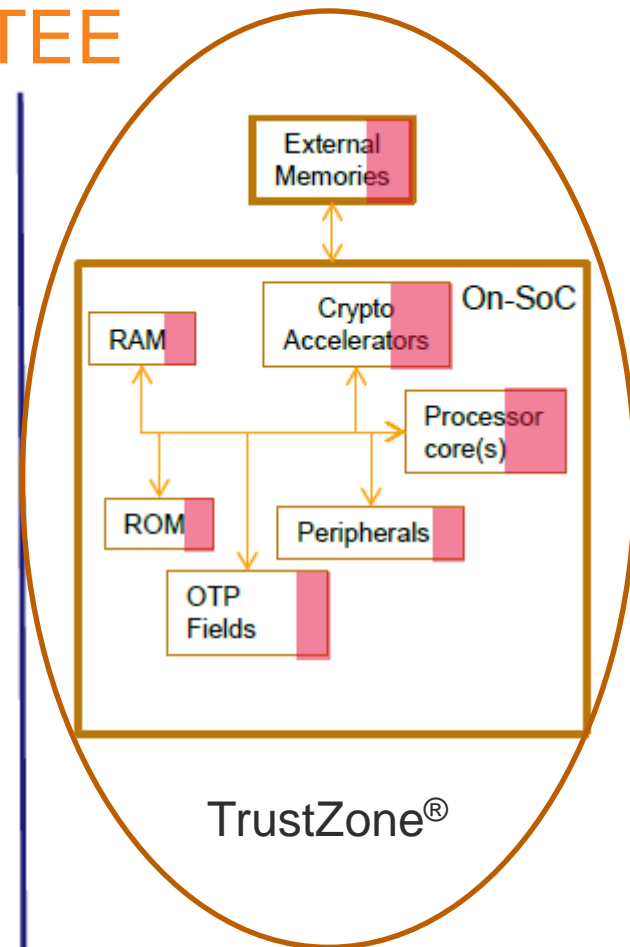 TEE
External
Memories
On-SoC
Crypto
Accelerators
RAM
Processor
core(s)
ROM
Peripherals
OTP
Fields
TrustZone®